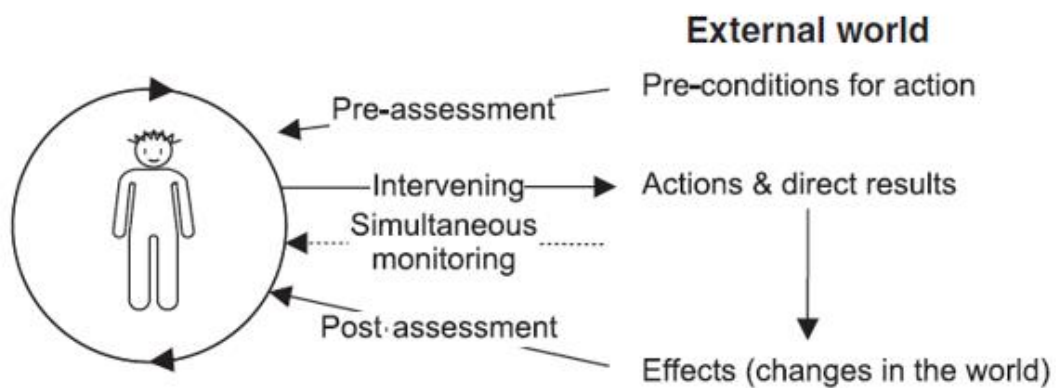 External world
Pre-conditions for action
Pre-assessment
Intervening
Actions & direct results
Simultaneous
monitoring
Post-assessment
Effects (changes in the world)